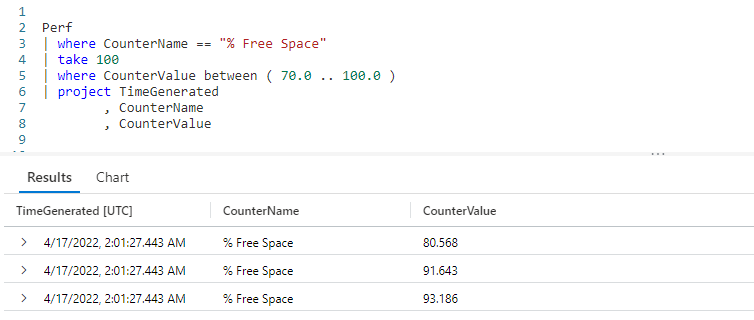 1
2 Perf
3 | where CounterName == "% Free Space"
4 | take 100
5 | where CounterValue between ( 70.0 .. 100.0 )
6 | project TimeGenerated
7 , CounterName
8 , CounterValue
9
...
Results Chart
TimeGenerated [UTC] CounterName CounterValue
> 4/17/2022, 2:01:27.443 AM % Free Space 80.568
> 4/17/2022, 2:01:27.443 AM % Free Space 91.643
> 4/17/2022, 2:01:27.443 AM % Free Space 93.186